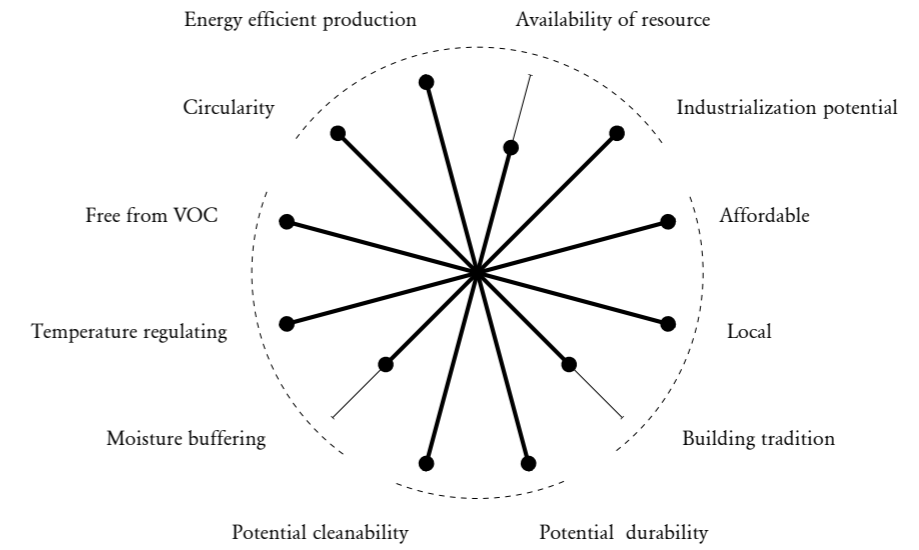 Energy efficient production
Availability of resource
Circularity
Industrialization potential
Free from VOC
Affordable
Temperature regulating
Local
Moisture buffering
Building tradition
Potential cleanability
Potential  durability